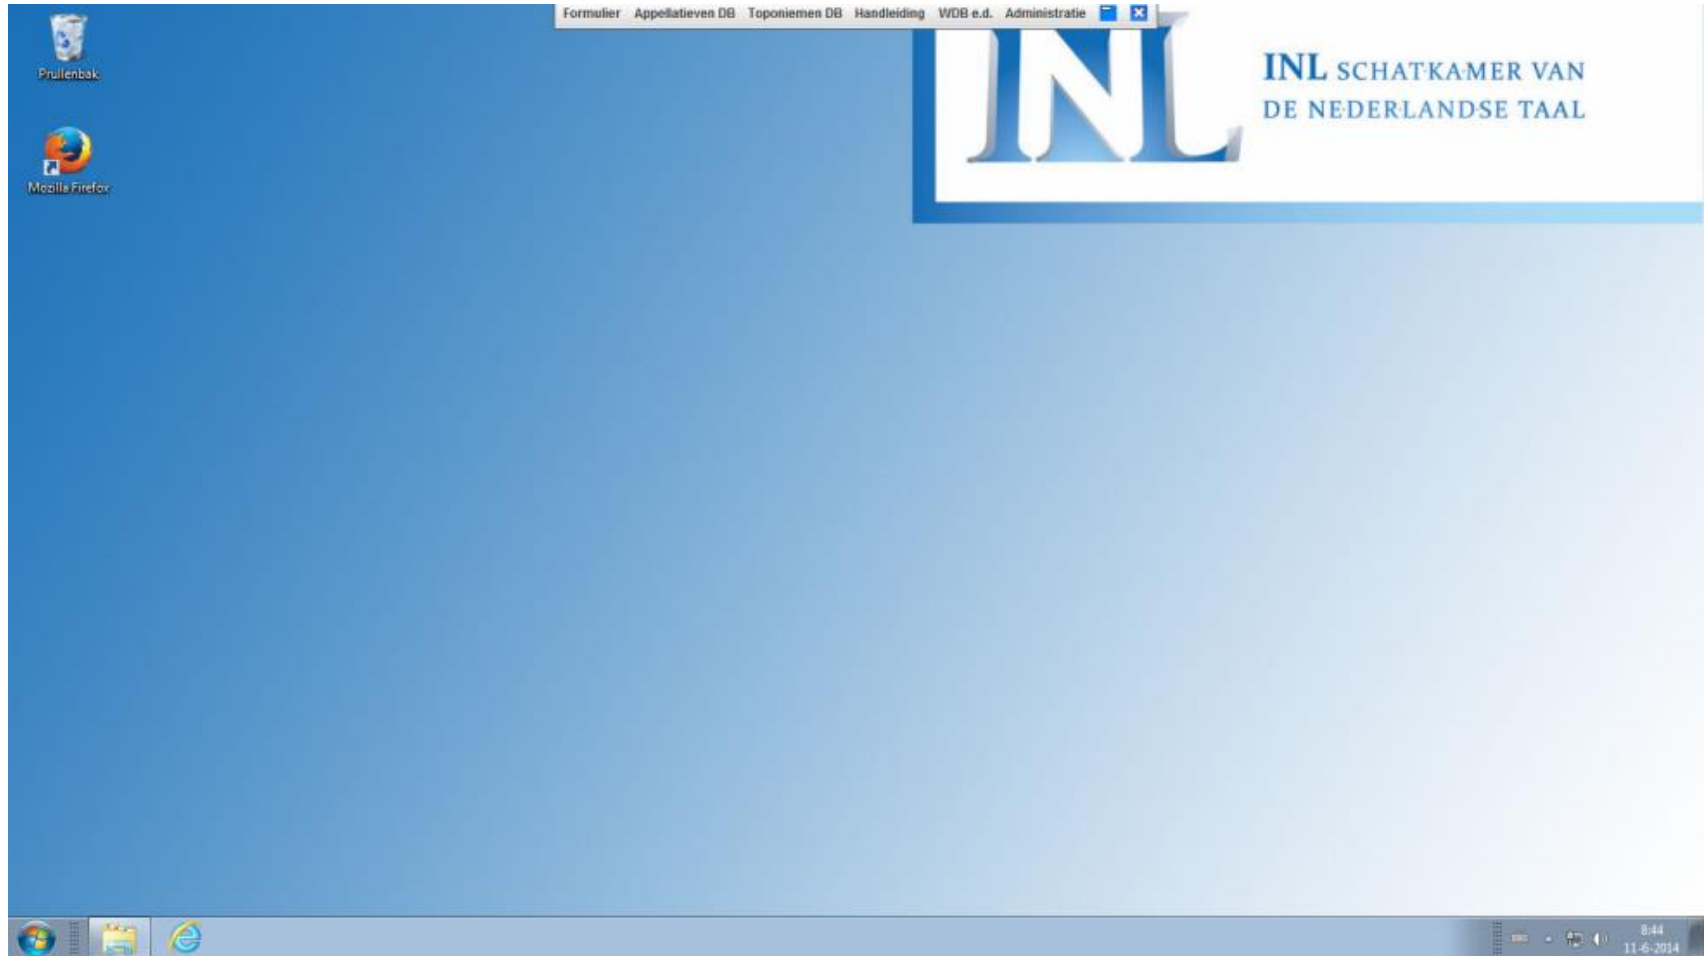 Formulier Appellatieven DB Toponiemen DB Handleiding WDB e.d. Administratie
Prullenbak
Mozilla Firefox
INL
INL SCHATKAMER VAN
DE NEDERLANDSE TAAL
8:44
11-6-2014